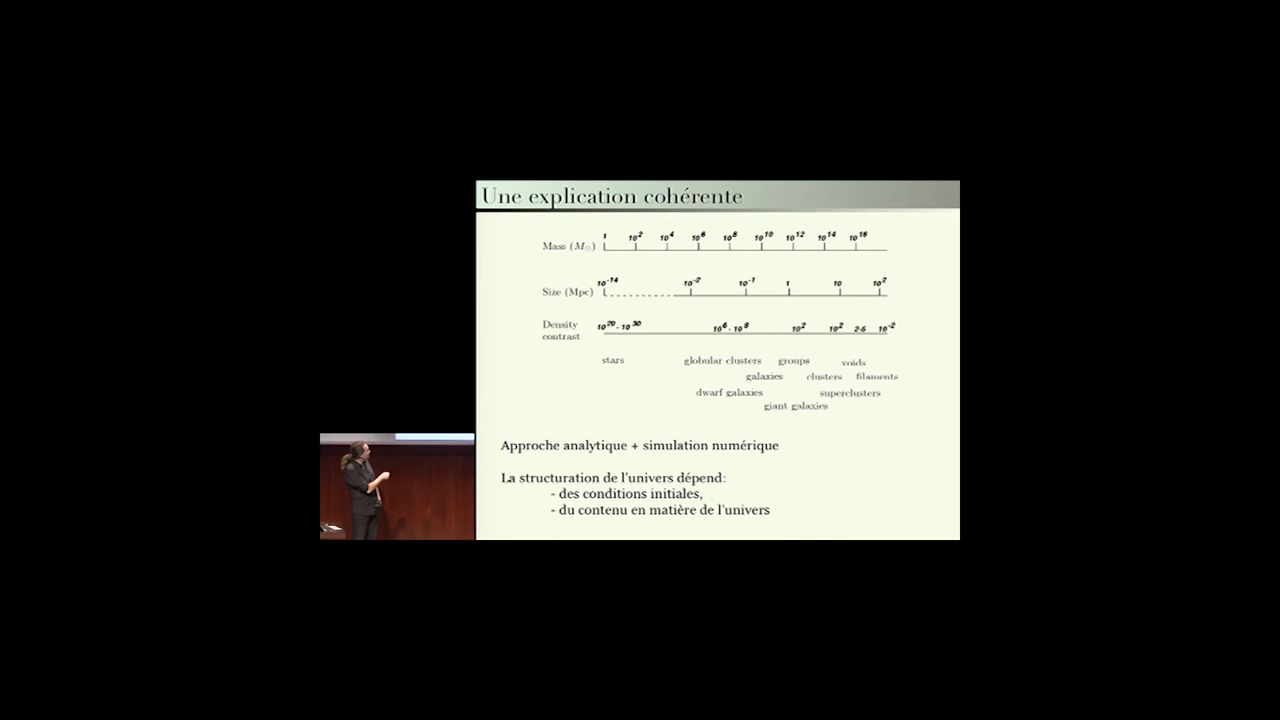 Une explication cohérente
1 10² 10⁴ 10⁶ 10⁸ 10¹⁰ 10¹² 10¹⁴ 10¹⁶
Mass (M☉)
10⁻¹⁴ 10⁻² 10⁻¹ 1 10 10²
Size (Mpc)
Density contrast
10²⁹ - 10³⁰ 10⁶ - 10⁸ 10² 10² 2-5 10⁻²
stars globular clusters groups voids
galaxies clusters filaments
dwarf galaxies superclusters
giant galaxies
Approche analytique + simulation numérique
La structuration de l'univers dépend:
- des conditions initiales,
- du contenu en matière de l'univers